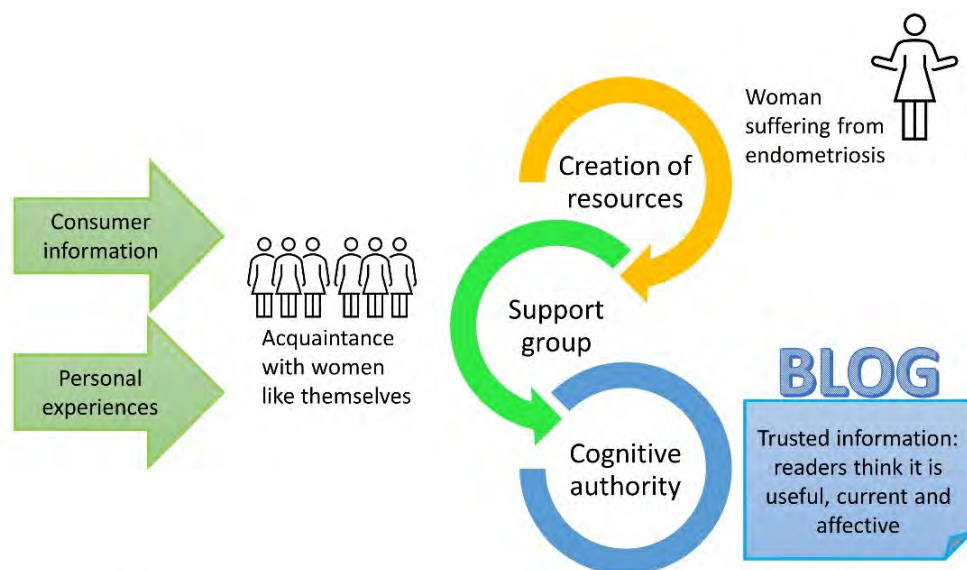 Consumer
information
Personal
experiences
Acquaintance
with women
like themselves
Creation of
resources
Support
group
Cognitive
authority
Woman
suffering from
endometriosis
BLOG
Trusted information:
readers think it is
useful, current and
affective